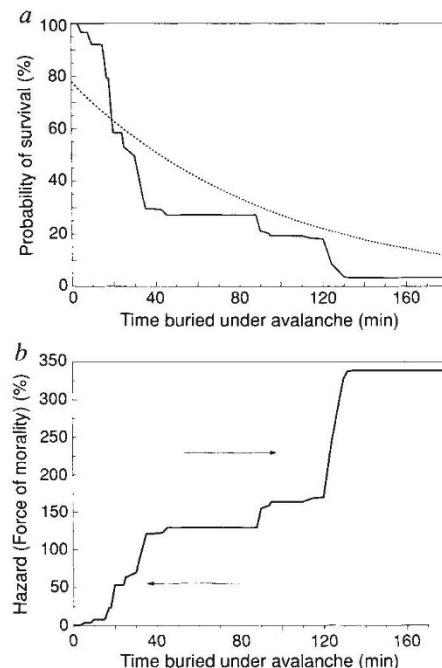 a
100
80
60
40
20
0
Probability of survival (%)
0 40 80 120 160
Time buried under avalanche (min)
b
350
300
250
250
150
100
50
0
Hazard (Force of morality) (%)
0 40 80 120 160
Time buried under avalanche (min)